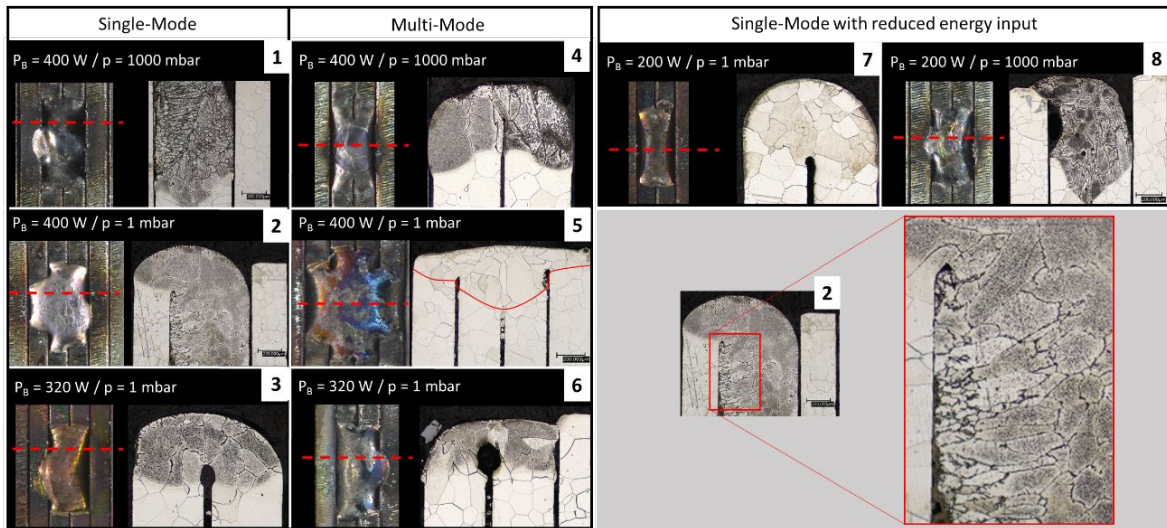 Single-Mode
Multi-Mode
Single-Mode with reduced energy input
P_B = 400 W / p = 1000 mbar
1
P_B = 400 W / p = 1000 mbar
4
P_B = 200 W / p = 1 mbar
7
P_B = 200 W / p = 1000 mbar
8
P_B = 400 W / p = 1 mbar
2
P_B = 400 W / p = 1 mbar
5
2
P_B = 320 W / p = 1 mbar
3
P_B = 320 W / p = 1 mbar
6